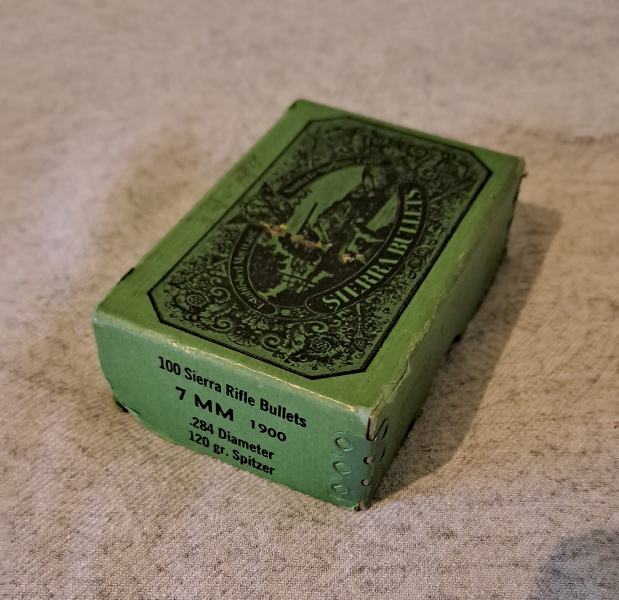 SIERRA BULLETS
100 Sierra Rifle Bullets
7 MM 1900
.284 Diameter
120 gr. Spitzer